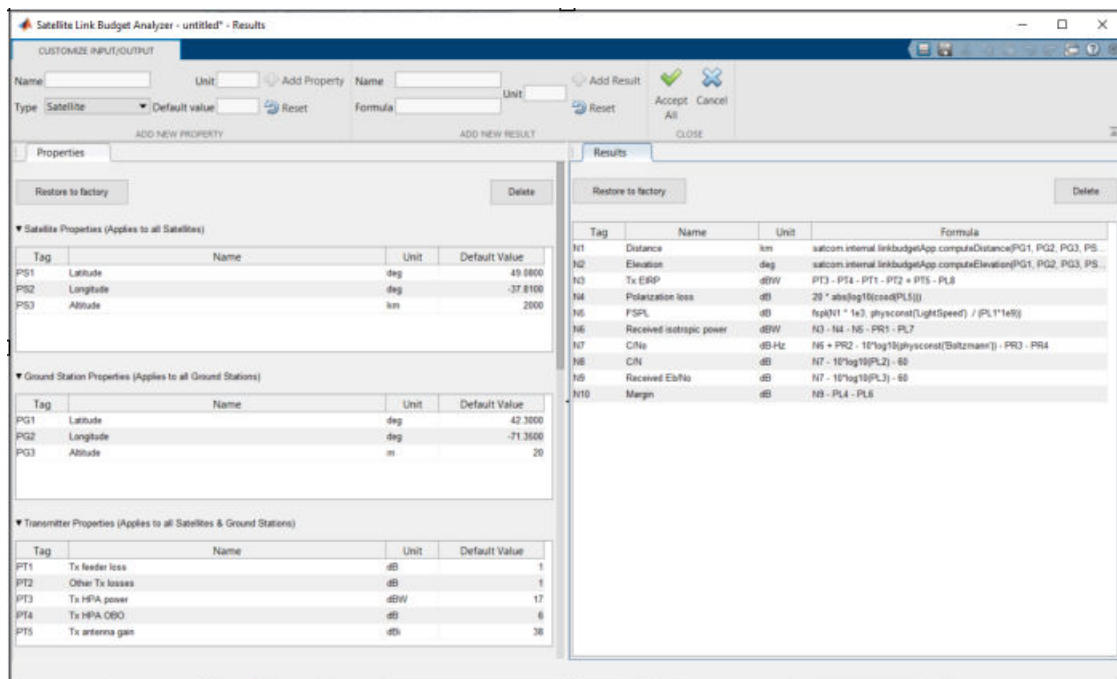 Satellite Link Budget Analyzer - untitled* - Results
CUSTOMIZE INPUT/OUTPUT
Name Unit Add Property Name Unit Add Result
Type Satellite Default value Reset Formula Reset Accept All Cancel
ADD NEW PROPERTY ADD NEW RESULT CLOSE
Properties
Restore to factory Delete
▼ Satellite Properties (Applies to all Satellites)
Tag Name Unit Default Value
PS1 Latitude deg 49.0800
PS2 Longitude deg -37.8100
PS3 Altitude km 2000
▼ Ground Station Properties (Applies to all Ground Stations)
Tag Name Unit Default Value
PG1 Latitude deg 42.3000
PG2 Longitude deg -71.3500
PG3 Altitude m 20
▼ Transmitter Properties (Applies to all Satellites & Ground Stations)
Tag Name Unit Default Value
PT1 Tx feeder loss dB 1
PT2 Other Tx losses dB 1
PT3 Tx HPA power dBW 17
PT4 Tx HPA OBO dB 6
PT5 Tx antenna gain dBi 38
Results
Restore to factory Delete
Tag Name Unit Formula
N1 Distance km satcom.internal.linkbudgetApp.computeDistance(PG1, PG2, PG3, PS...
N2 Elevation deg satcom.internal.linkbudgetApp.computeElevation(PG1, PG2, PG3, PS...
N3 Tx EIRP dBW PT3 - PT4 - PT1 - PT2 + PT5 - PL8
N4 Polarization loss dB 20 * abs(log10(cosd(PL5)))
N5 FSPL dB fspl(N1 * 1e3, physconst('LightSpeed') / (PL1*1e9))
N6 Received isotropic power dBW N3 - N4 - N5 - PR1 - PL7
N7 C/No dB-Hz N6 + PR2 - 10*log10(physconst('Boltzmann')) - PR3 - PR4
N8 C/N dB N7 - 10*log10(PL2) - 60
N9 Received Eb/No dB N7 - 10*log10(PL3) - 60
N10 Margin dB N9 - PL4 - PL6